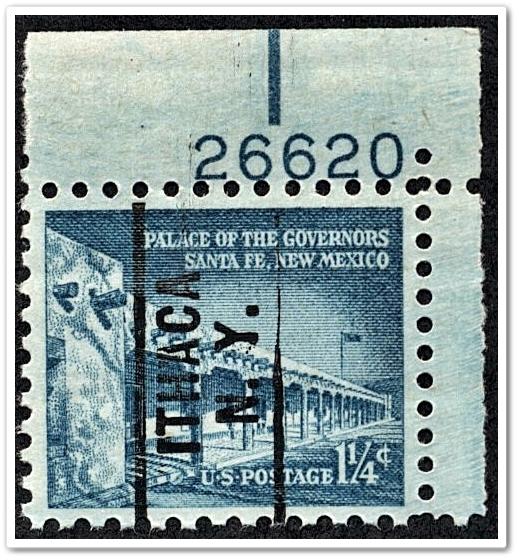 26620
PALACE OF THE GOVERNORS
SANTA FE, NEW MEXICO
ITHACA
N. Y.
U·S·POSTAGE 1¼¢